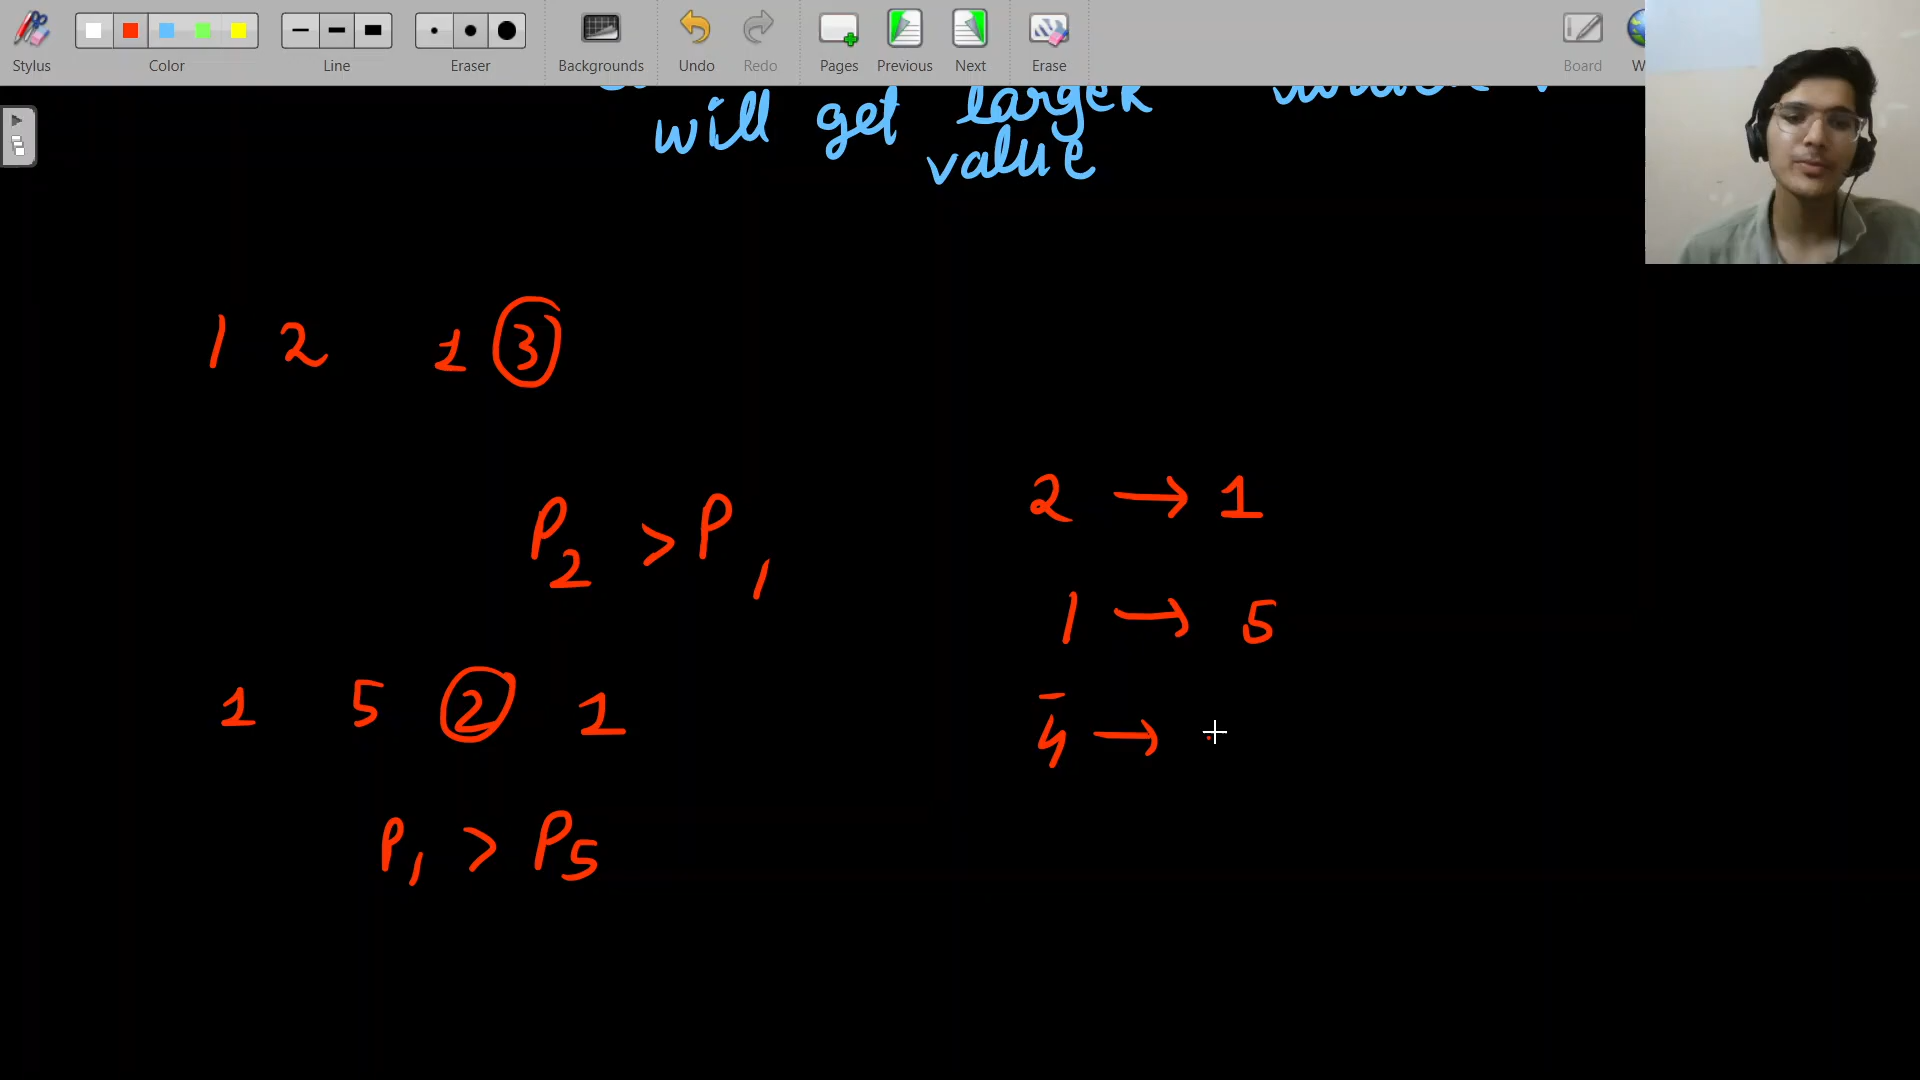 Stylus Color Line Eraser Backgrounds Undo Redo Pages Previous Next Erase Board W
will get larger
value
1 2 1 3
P2 > P1
2 → 1
1 → 5
4 →
1 5 2 1
P1 > P5